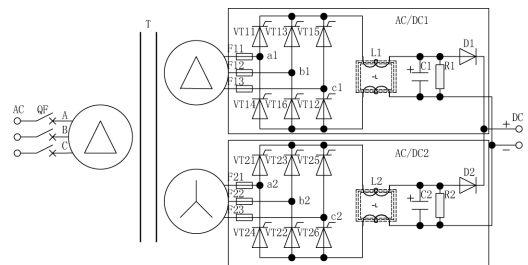 T
AC/DC1
VT11 VT13 VT15
L1
D1
F11
a1
F12
b1
C1
R1
F13
c1
AC QF A
VT14 VT16 VT12
DC
B
C
AC/DC2
VT21 VT23 VT25
L2
D2
F21
a2
F22
b2
C2
R2
F23
c2
VT24 VT22 VT26